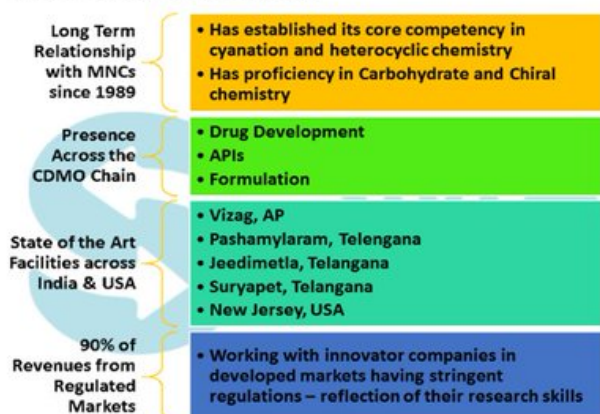 Long Term
Relationship
with MNCs
since 1989
• Has established its core competency in
cyanation and heterocyclic chemistry
• Has proficiency in Carbohydrate and Chiral
chemistry
Presence
Across the
CDMO Chain
• Drug Development
• APIs
• Formulation
State of the Art
Facilities across
India & USA
• Vizag, AP
• Pashamylaram, Telengana
• Jeedimetla, Telangana
• Suryapet, Telangana
• New Jersey, USA
90% of
Revenues from
Regulated
Markets
• Working with innovator companies in
developed markets having stringent
regulations – reflection of their research skills